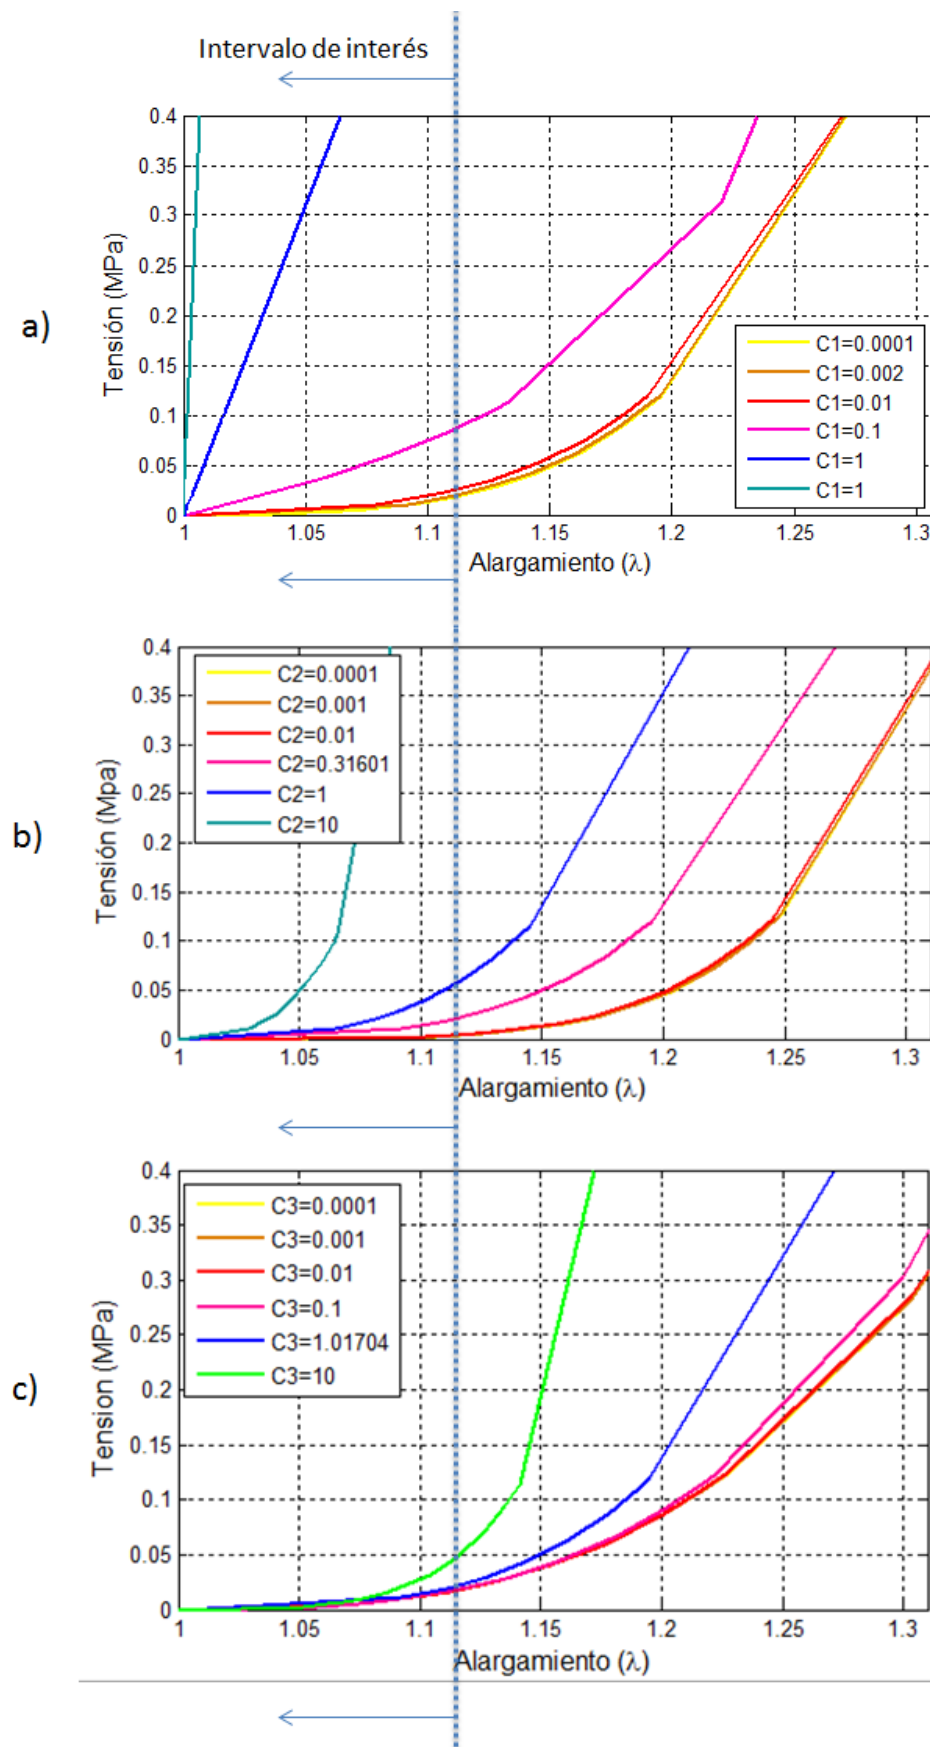 Intervalo de interés
a)
Tensión (MPa)
0.4
0.35
0.3
0.25
0.2
0.15
0.1
0.05
0
C1=0.0001
C1=0.002
C1=0.01
C1=0.1
C1=1
C1=1
1 1.05 1.1 1.15 1.2 1.25 1.3
Alargamiento (λ)
b)
Tensión (Mpa)
0.4
0.35
0.3
0.25
0.2
0.15
0.1
0.05
0
C2=0.0001
C2=0.001
C2=0.01
C2=0.31601
C2=1
C2=10
1 1.05 1.1 1.15 1.2 1.25 1.3
Alargamiento (λ)
c)
Tension (MPa)
0.4
0.35
0.3
0.25
0.2
0.15
0.1
0.05
0
C3=0.0001
C3=0.001
C3=0.01
C3=0.1
C3=1.01704
C3=10
1 1.05 1.1 1.15 1.2 1.25 1.3
Alargamiento (λ)